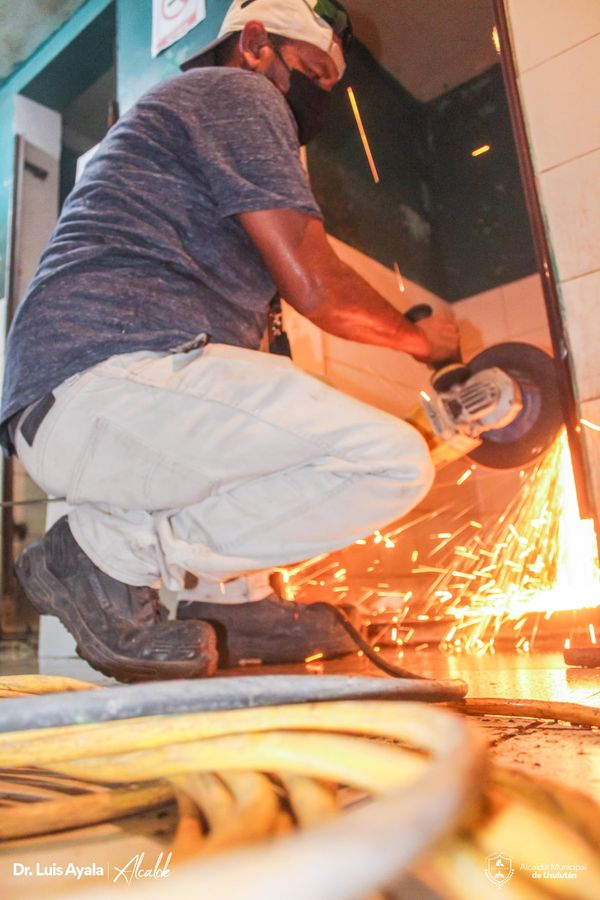 Dr. Luis Ayala | Alcalde
Alcaldía Municipal
de Usulután